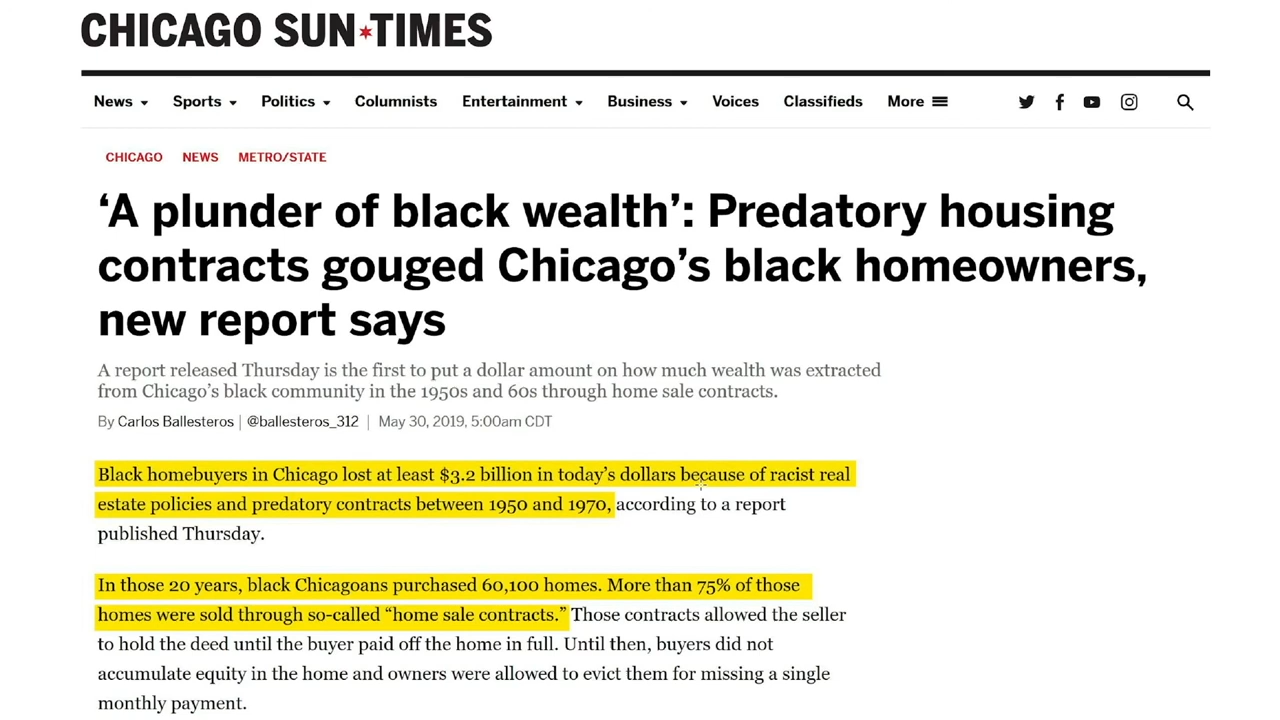 CHICAGO SUN TIMES
News Sports Politics Columnists Entertainment Business Voices Classifieds More
CHICAGO NEWS METRO/STATE
‘A plunder of black wealth’: Predatory housing
contracts gouged Chicago’s black homeowners,
new report says
A report released Thursday is the first to put a dollar amount on how much wealth was extracted
from Chicago’s black community in the 1950s and 60s through home sale contracts.
By Carlos Ballesteros | @ballesteros_312 | May 30, 2019, 5:00am CDT
Black homebuyers in Chicago lost at least $3.2 billion in today’s dollars because of racist real
estate policies and predatory contracts between 1950 and 1970, according to a report
published Thursday.
In those 20 years, black Chicagoans purchased 60,100 homes. More than 75% of those
homes were sold through so-called “home sale contracts.” Those contracts allowed the seller
to hold the deed until the buyer paid off the home in full. Until then, buyers did not
accumulate equity in the home and owners were allowed to evict them for missing a single
monthly payment.